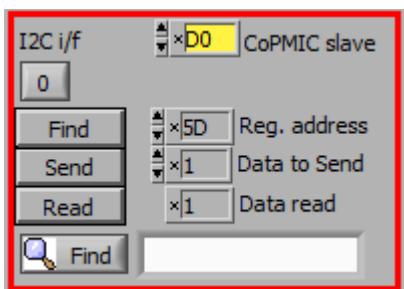 I2C i/f ×D0 CoPMIC slave
0
Find ×5D Reg. address
Send ×1 Data to Send
Read ×1 Data read
Find